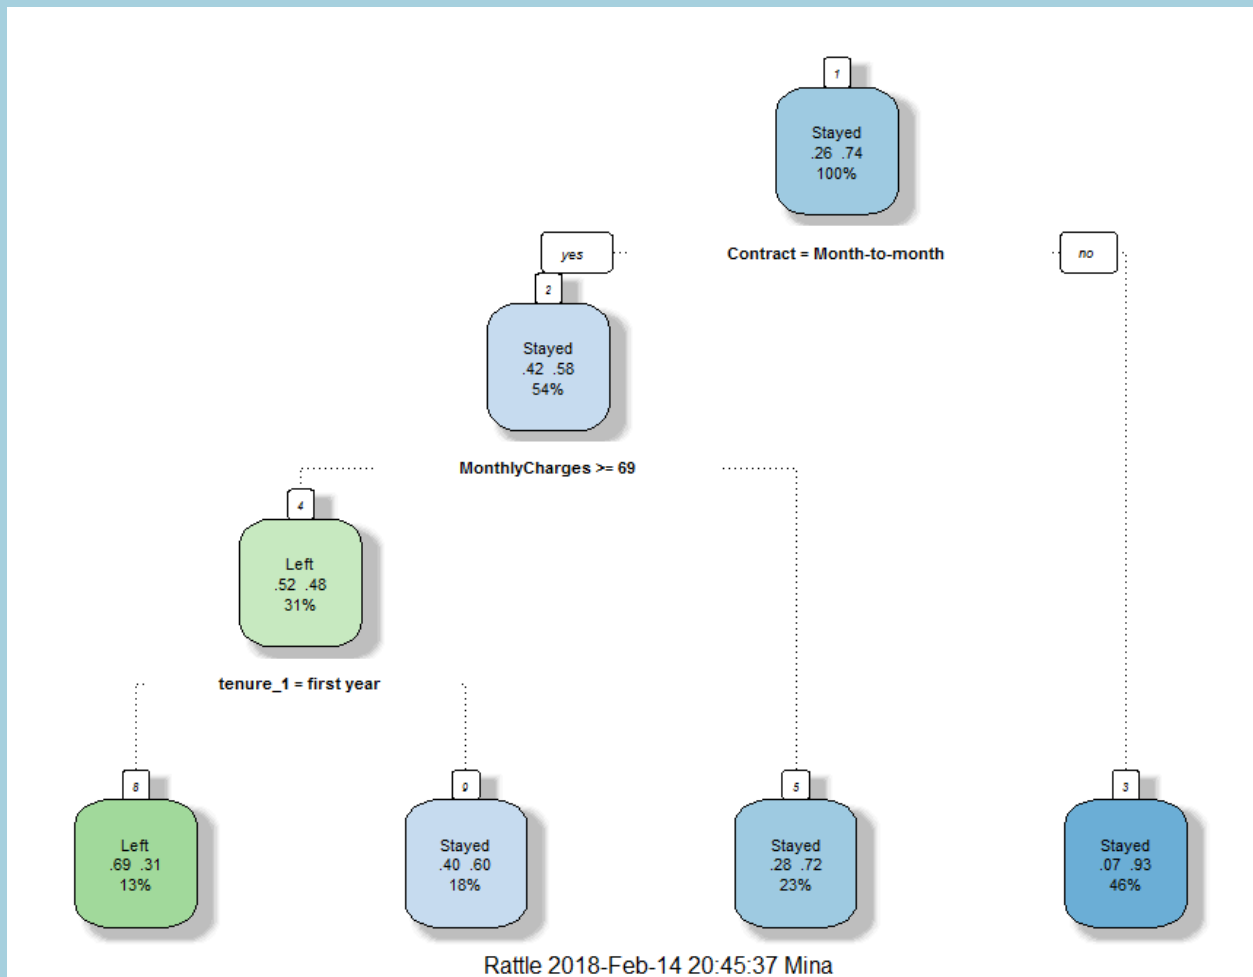 1
Stayed
.26 .74
100%
yes
Contract = Month-to-month
no
2
Stayed
.42 .58
54%
MonthlyCharges >= 69
4
Left
.52 .48
31%
tenure_1 = first year
8
Left
.69 .31
13%
9
Stayed
.40 .60
18%
5
Stayed
.28 .72
23%
3
Stayed
.07 .93
46%
Rattle 2018-Feb-14 20:45:37 Mina